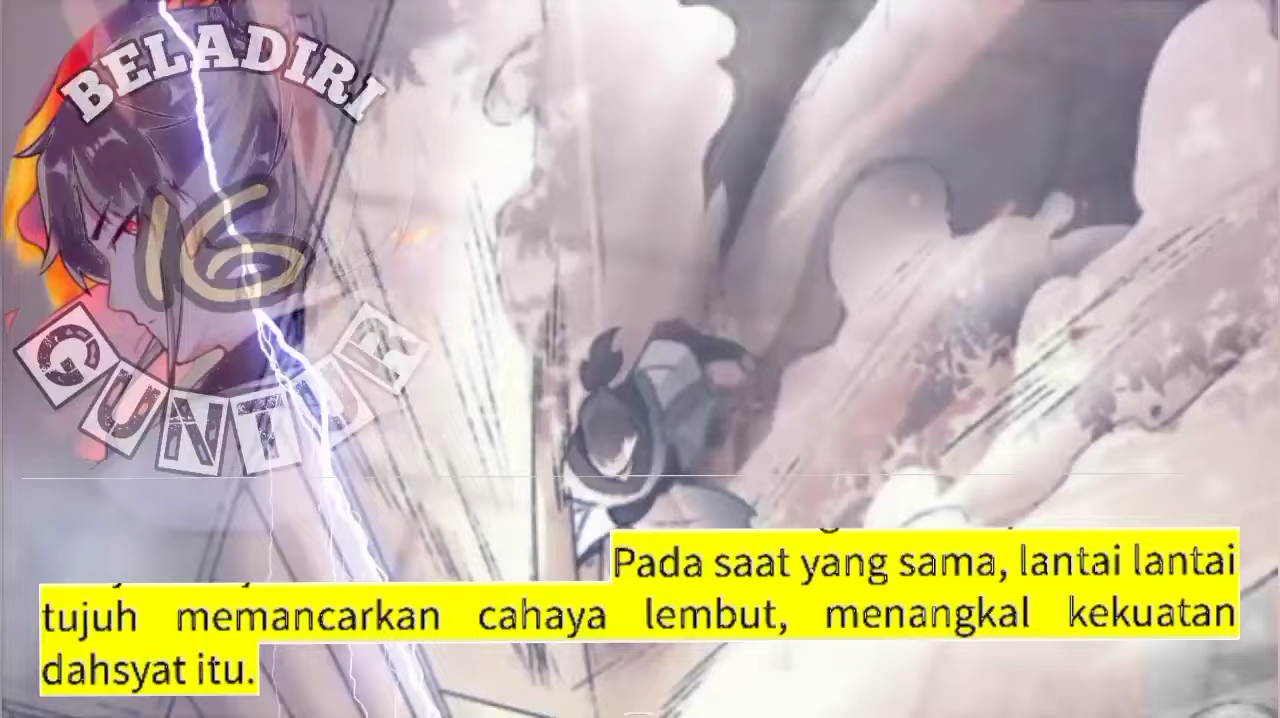 BELADIRI
16
GUNTUR
Pada saat yang sama, lantai lantai
tujuh memancarkan cahaya lembut, menangkal kekuatan
dahsyat itu.